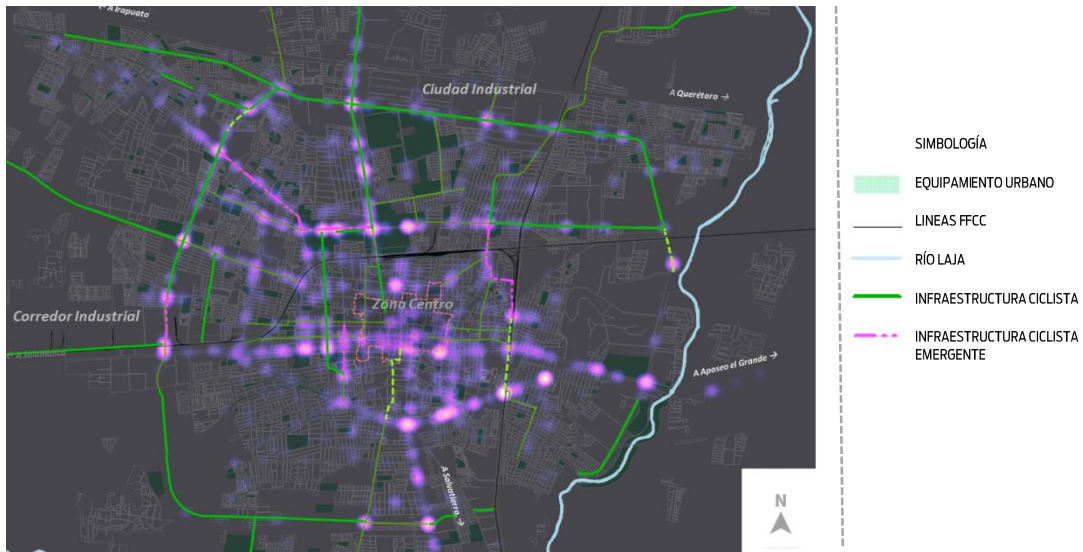 ← A Irapuato
Ciudad Industrial
A Querétaro →
Zona Centro
Corredor Industrial
← A Salamanca
A Apaseo el Grande →
A Salvatierra →
N
SIMBOLOGÍA
EQUIPAMIENTO URBANO
LINEAS FFCC
RÍO LAJA
INFRAESTRUCTURA CICLISTA
INFRAESTRUCTURA CICLISTA
EMERGENTE